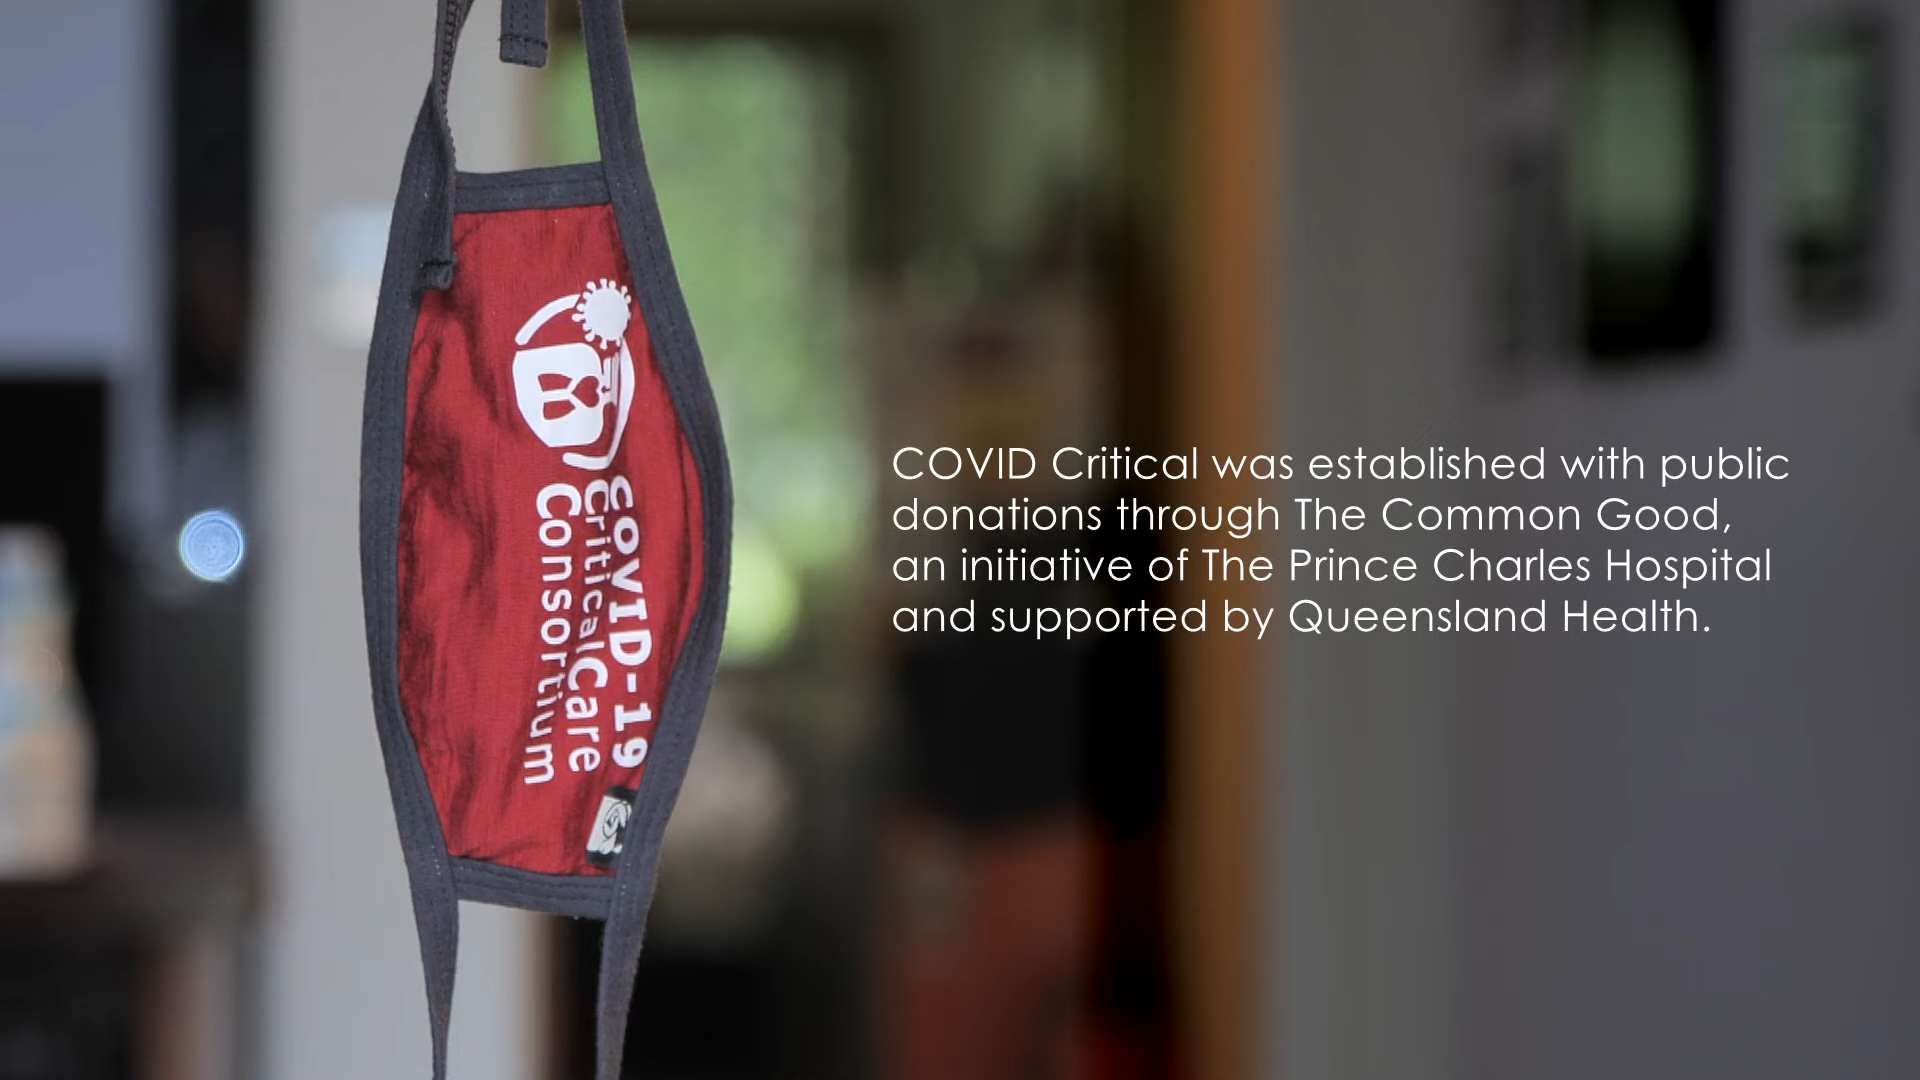 COVID-19
CriticalCare
Consortium
COVID Critical was established with public
donations through The Common Good,
an initiative of The Prince Charles Hospital
and supported by Queensland Health.